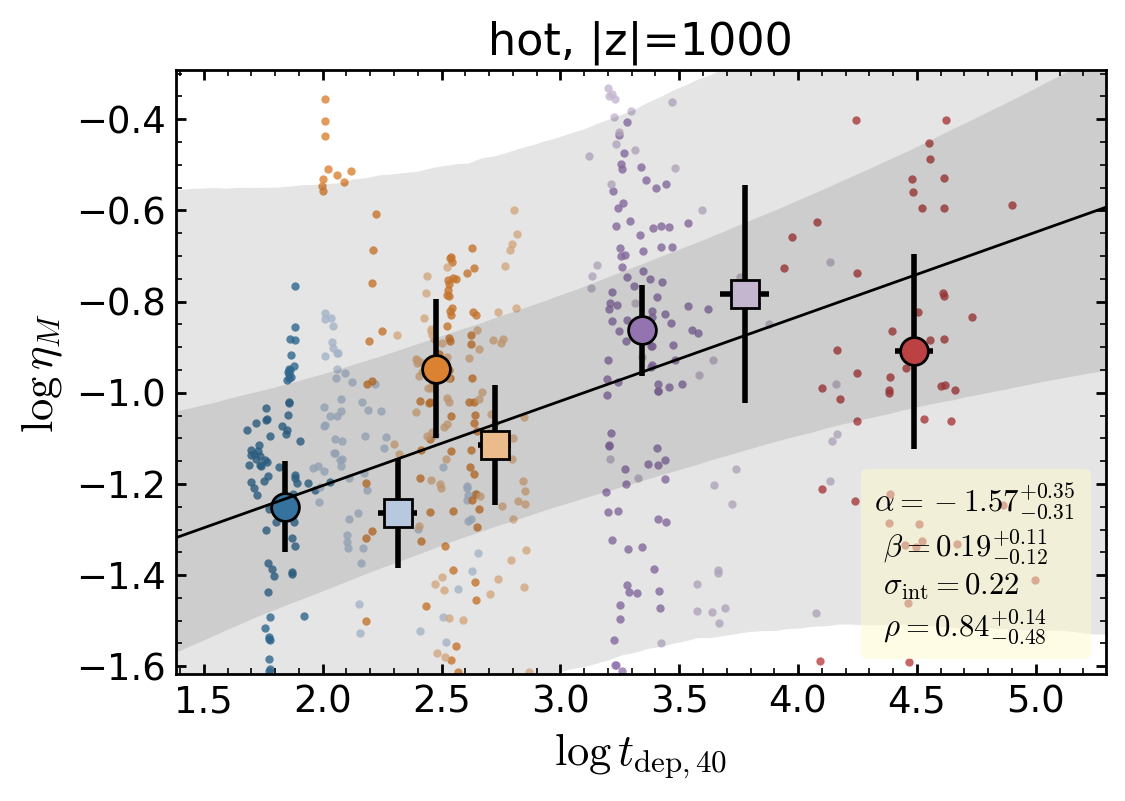 hot, |z|=1000
log η_M
−0.4
−0.6
−0.8
−1.0
−1.2
−1.4
−1.6
α = −1.57^{+0.35}_{−0.31}
β = 0.19^{+0.11}_{−0.12}
σ_int = 0.22
ρ = 0.84^{+0.14}_{−0.48}
1.5 2.0 2.5 3.0 3.5 4.0 4.5 5.0
log t_{dep, 40}